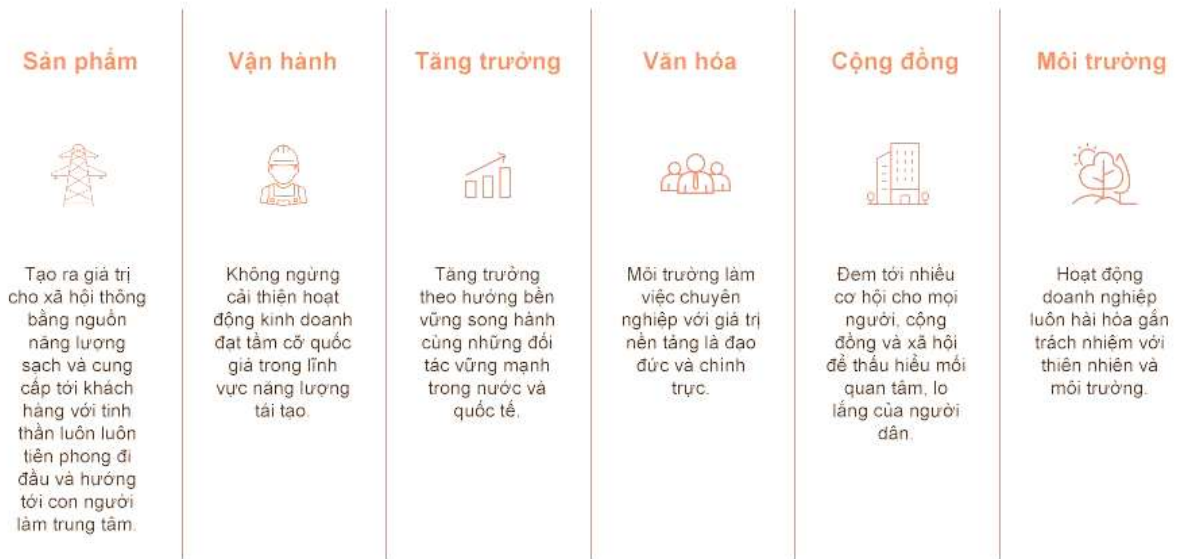 Sản phẩm
Tạo ra giá trị
cho xã hội thông
bằng nguồn
năng lượng
sạch và cung
cấp tới khách
hàng với tinh
thần luôn luôn
tiên phong đi
đầu và hướng
tới con người
làm trung tâm.
Vận hành
Không ngừng
cải thiện hoạt
động kinh doanh
đạt tầm cỡ quốc
giá trong lĩnh
vực năng lượng
tái tạo.
Tăng trưởng
Tăng trưởng
theo hướng bền
vững song hành
cùng những đối
tác vững mạnh
trong nước và
quốc tế.
Văn hóa
Môi trường làm
việc chuyên
nghiệp với giá trị
nền tảng là đạo
đức và chính
trực.
Cộng đồng
Đem tới nhiều
cơ hội cho mọi
người, cộng
đồng và xã hội
để thấu hiểu mối
quan tâm, lo
lắng của người
dân.
Môi trường
Hoạt động
doanh nghiệp
luôn hài hòa gắn
trách nhiệm với
thiên nhiên và
môi trường.